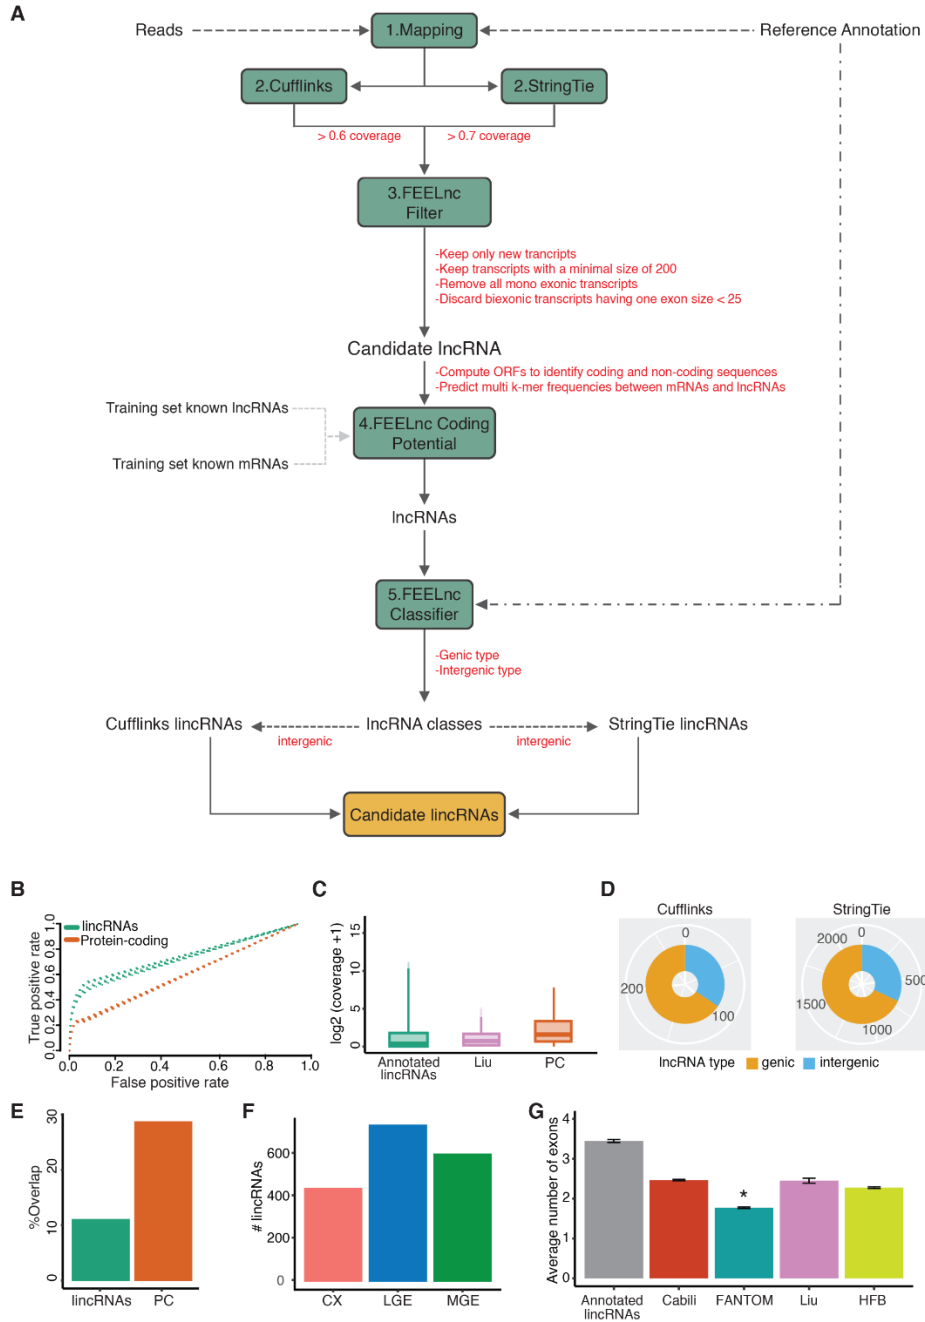 A
Reads
1.Mapping
Reference Annotation
2.Cufflinks
2.StringTie
> 0.6 coverage
> 0.7 coverage
3.FEELnc
Filter
-Keep only new trancripts
-Keep transcripts with a minimal size of 200
-Remove all mono exonic transcripts
-Discard biexonic transcripts having one exon size < 25
Candidate lncRNA
-Compute ORFs to identify coding and non-coding sequences
-Predict multi k-mer frequencies between mRNAs and lncRNAs
Training set known lncRNAs
4.FEELnc Coding
Potential
Training set known mRNAs
lncRNAs
5.FEELnc
Classifier
-Genic type
-Intergenic type
Cufflinks lincRNAs
lncRNA classes
StringTie lincRNAs
intergenic
intergenic
Candidate lincRNAs
B
lincRNAs
Protein-coding
True positive rate
0.0 0.2 0.4 0.6 0.8 1.0
0.0 0.2 0.4 0.6 0.8 1.0
False positive rate
C
log2 (coverage +1)
15
10
5
0
Annotated
lincRNAs
Liu
PC
D
Cufflinks
0
100
200
StringTie
0
500
1000
1500
2000
lncRNA type
genic
intergenic
E
%Overlap
0 10 20 30
lincRNAs
PC
F
# lincRNAs
600
400
200
0
CX
LGE
MGE
G
Average number of exons
4
3
2
1
0
*
Annotated
lincRNAs
Cabili
FANTOM
Liu
HFB